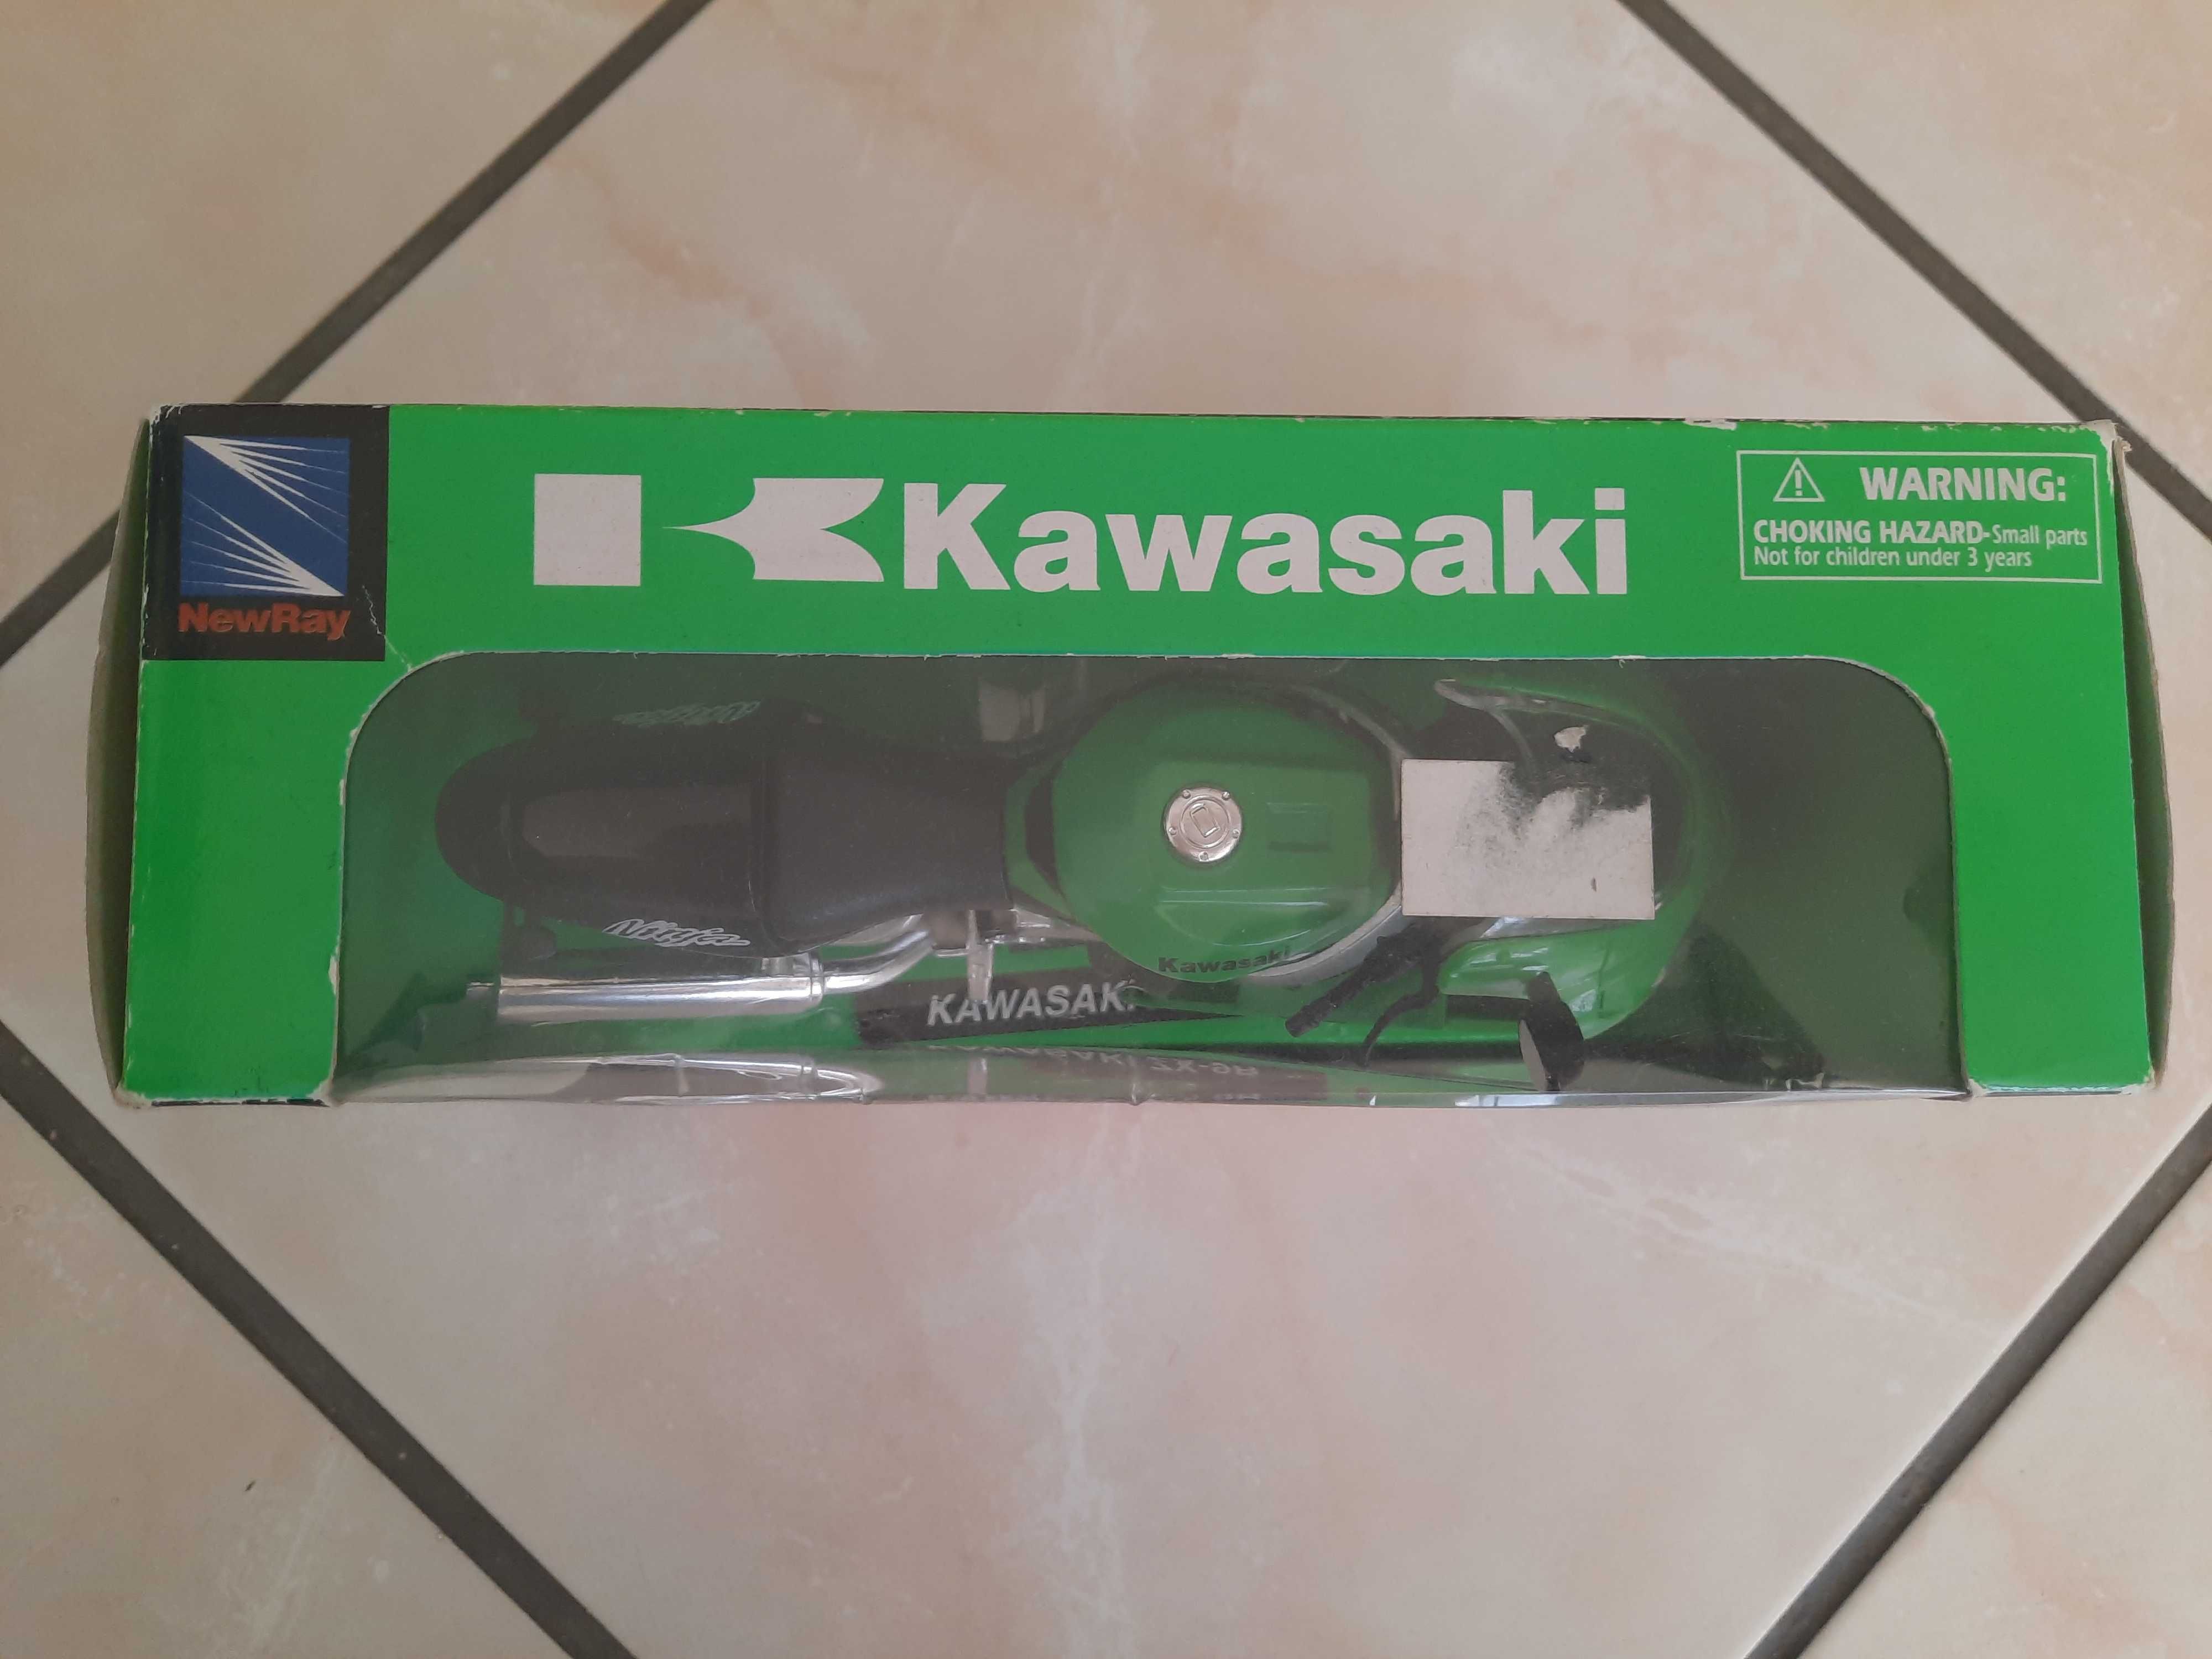 NewRay
Kawasaki
WARNING:
CHOKING HAZARD-Small parts
Not for children under 3 years
Ninja
Ninja
Kawasaki
KAWASAKI